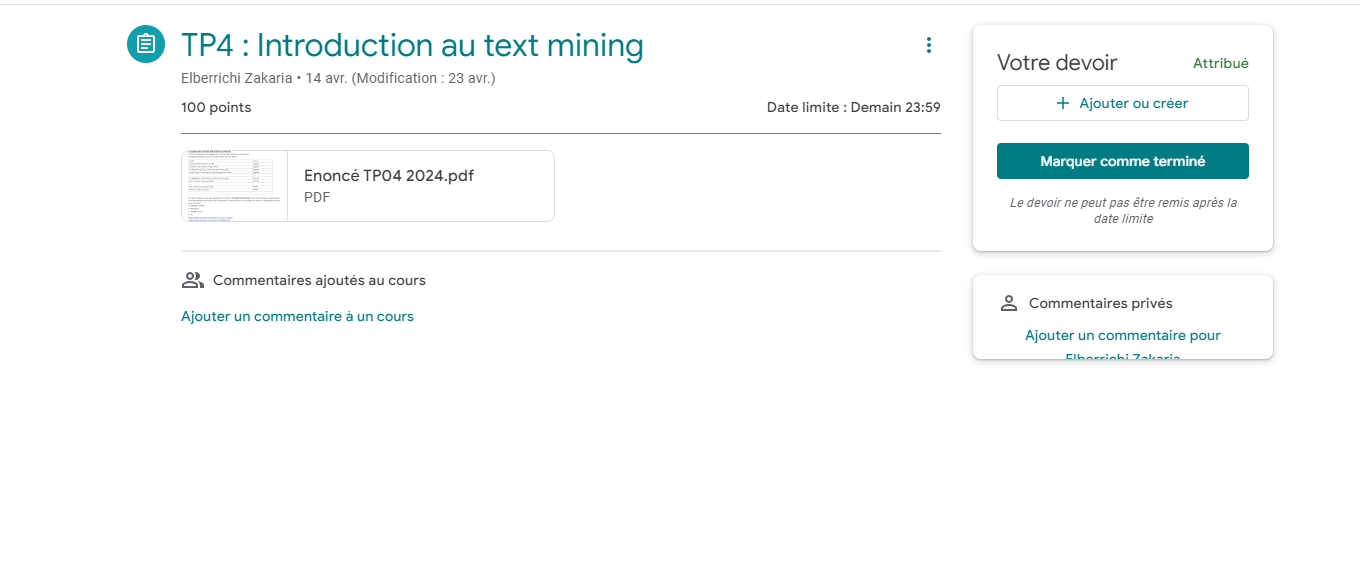 TP4 : Introduction au text mining
Elberrichi Zakaria • 14 avr. (Modification : 23 avr.)
100 points
Date limite : Demain 23:59
Enoncé TP04 2024.pdf
PDF
Commentaires ajoutés au cours
Ajouter un commentaire à un cours
Votre devoir
Attribué
Ajouter ou créer
Marquer comme terminé
Le devoir ne peut pas être remis après la
date limite
Commentaires privés
Ajouter un commentaire pour
Elberrichi Zakaria